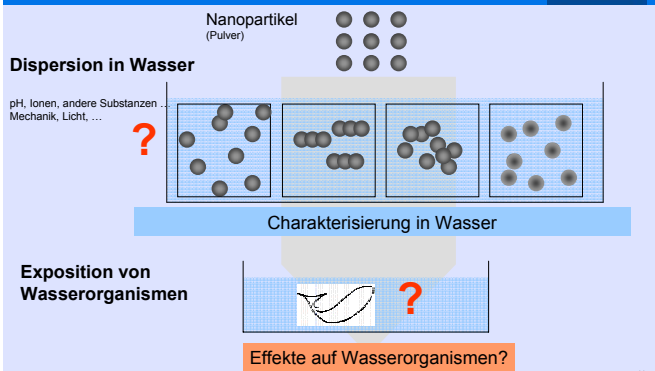 Nanopartikel
(Pulver)
Dispersion in Wasser
pH, Ionen, andere Substanzen …
Mechanik, Licht, …
?
Charakterisierung in Wasser
Exposition von
Wasserorganismen
?
Effekte auf Wasserorganismen?